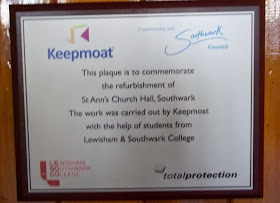 In partnership with
Keepmoat
Southwark
Council
This plaque is to commemorate
the refurbishment of
St Ann's Church Hall, Southwark
The work was carried out by Keepmoat
with the help of students from
Lewisham & Southwark College
LEWISHAM
SOUTHWARK
COLLEGE
totalprotection